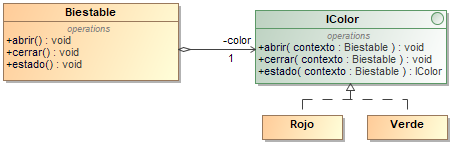 Biestable
operations
+abrir() : void
+cerrar() : void
+estado() : void
-color
1
IColor
operations
+abrir( contexto : Biestable ) : void
+cerrar( contexto : Biestable ) : void
+estado( contexto : Biestable ) : IColor
Rojo
Verde